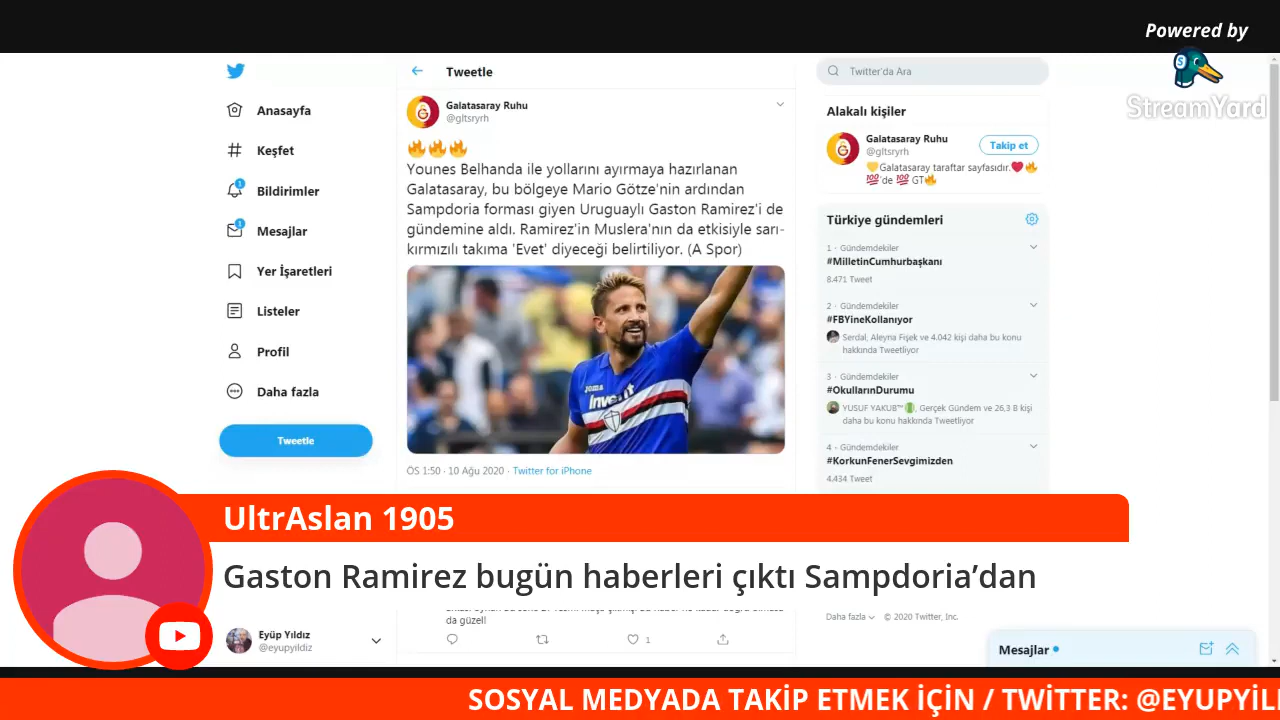 Powered by
StreamYard
Anasayfa
Keşfet
1
Bildirimler
1
Mesajlar
Yer İşaretleri
Listeler
Profil
Daha fazla
Tweetle
Eyüp Yıldız
@eyupyildiz
Tweetle
Galatasaray Ruhu
@gltsryrh
Younes Belhanda ile yollarını ayırmaya hazırlanan
Galatasaray, bu bölgeye Mario Götze'nin ardından
Sampdoria forması giyen Uruguaylı Gaston Ramirez'i de
gündemine aldı. Ramirez'in Muslera'nın da etkisiyle sarı-
kırmızılı takıma 'Evet' diyeceği belirtiliyor. (A Spor)
ÖS 1:50 · 10 Ağu 2020 · Twitter for iPhone
da güzel!
1
Twitter'da Ara
Alakalı kişiler
Galatasaray Ruhu
@gltsryrh
Takip et
💛Galatasaray taraftar sayfasıdır.❤️🔥
💯'de 💯 GT🔥
Türkiye gündemleri
1 · Gündemdekiler
#MilletinCumhurbaşkanı
8.471 Tweet
2 · Gündemdekiler
#FBYineKollanıyor
Serdal, Aleyna Fişek ve 4.042 kişi daha bu konu
hakkında Tweetliyor
3 · Gündemdekiler
#OkullarınDurumu
YUSUF YAKUB™, Gerçek Gündem ve 26,3 B kişi
daha bu konu hakkında Tweetliyor
4 · Gündemdekiler
#KorkunFenerSevgimizden
4.434 Tweet
Daha fazla © 2020 Twitter, Inc.
Mesajlar
UltrAslan 1905
Gaston Ramirez bugün haberleri çıktı Sampdoria’dan
SOSYAL MEDYADA TAKİP ETMEK İÇİN / TWİTTER: @EYUPYİL